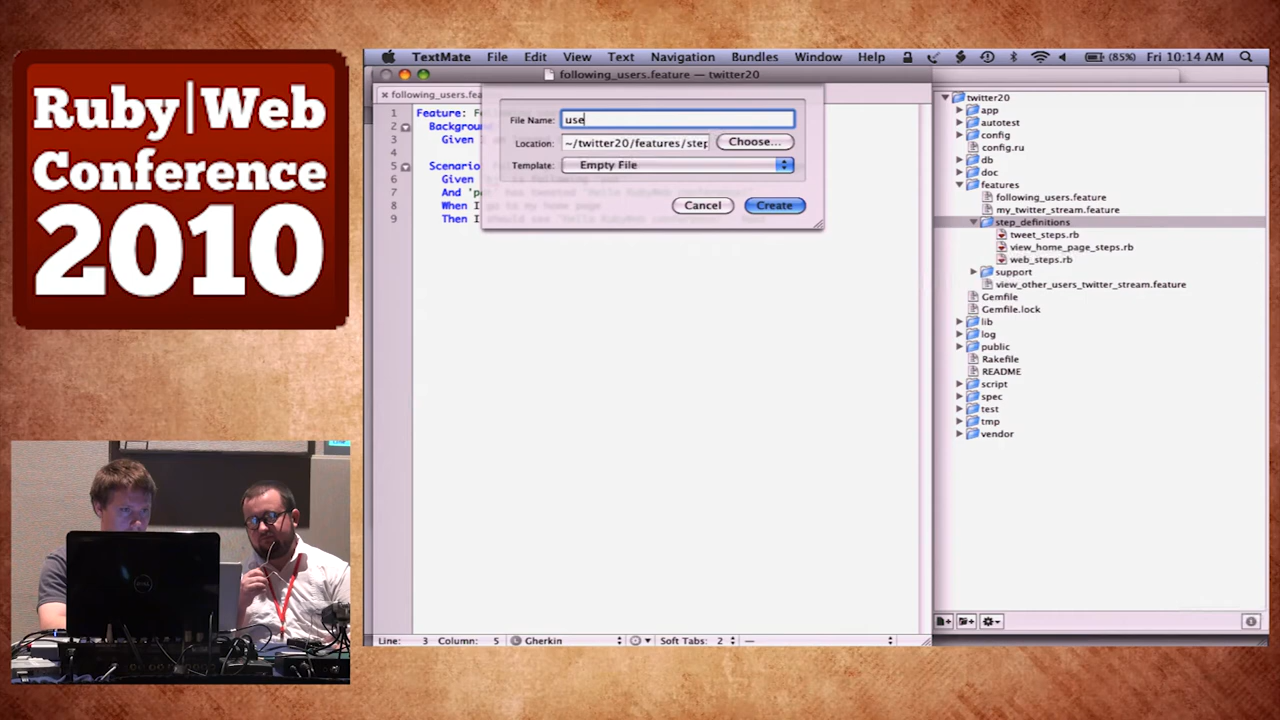 Ruby|Web
Conference
2010
TextMate File Edit View Text Navigation Bundles Window Help (85%) Fri 10:14 AM
following_users.feature — twitter20
following_users.fea
1 Feature: F
2 Background
3 Given
4
5 Scenario
6 Given
7 And 'p
8 When I
9 Then I
File Name: use
Location: ~/twitter20/features/step
Choose...
Template: Empty File
Cancel
Create
twitter20
app
autotest
config
config.ru
db
doc
features
following_users.feature
my_twitter_stream.feature
step_definitions
tweet_steps.rb
view_home_page_steps.rb
web_steps.rb
support
view_other_users_twitter_stream.feature
Gemfile
Gemfile.lock
lib
log
public
Rakefile
README
script
spec
test
tmp
vendor
Line: 3 Column: 5 Gherkin Soft Tabs: 2 —
DELL